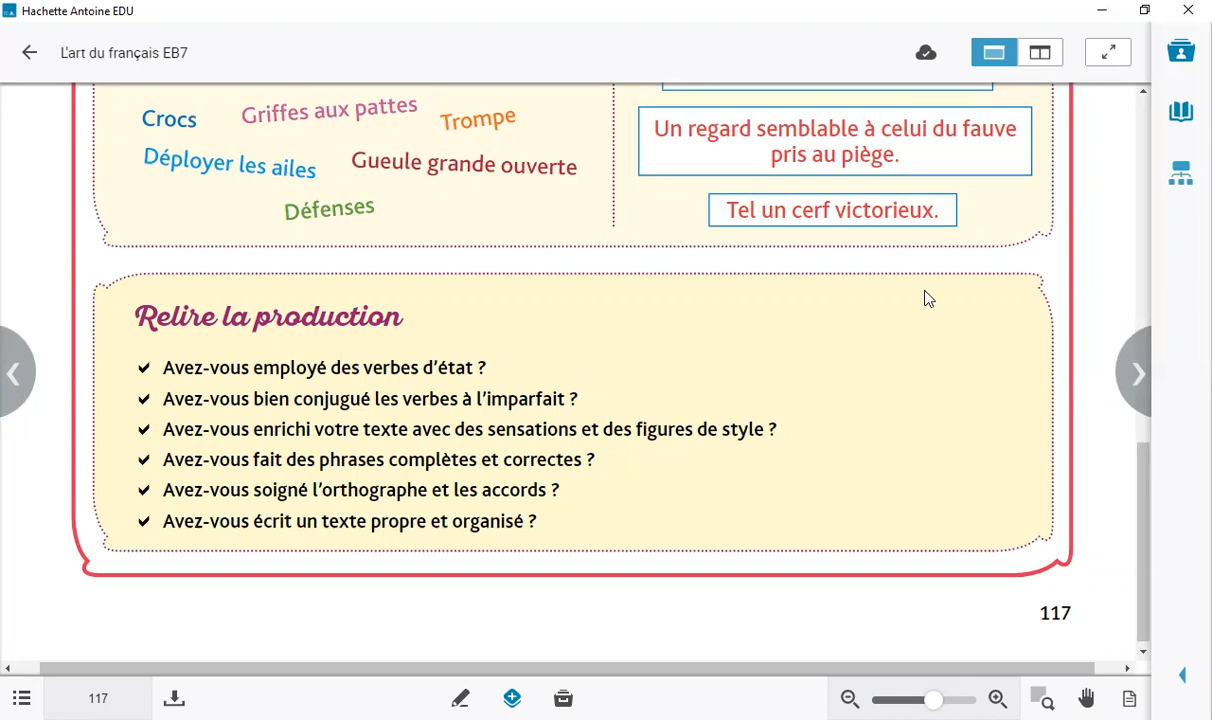 Hachette Antoine EDU
L'art du français EB7
Crocs
Griffes aux pattes
Trompe
Déployer les ailes
Gueule grande ouverte
Défenses
Un regard semblable à celui du fauve
pris au piège.
Tel un cerf victorieux.
Relire la production
Avez-vous employé des verbes d'état ?
Avez-vous bien conjugué les verbes à l'imparfait ?
Avez-vous enrichi votre texte avec des sensations et des figures de style ?
Avez-vous fait des phrases complètes et correctes ?
Avez-vous soigné l'orthographe et les accords ?
Avez-vous écrit un texte propre et organisé ?
117
117